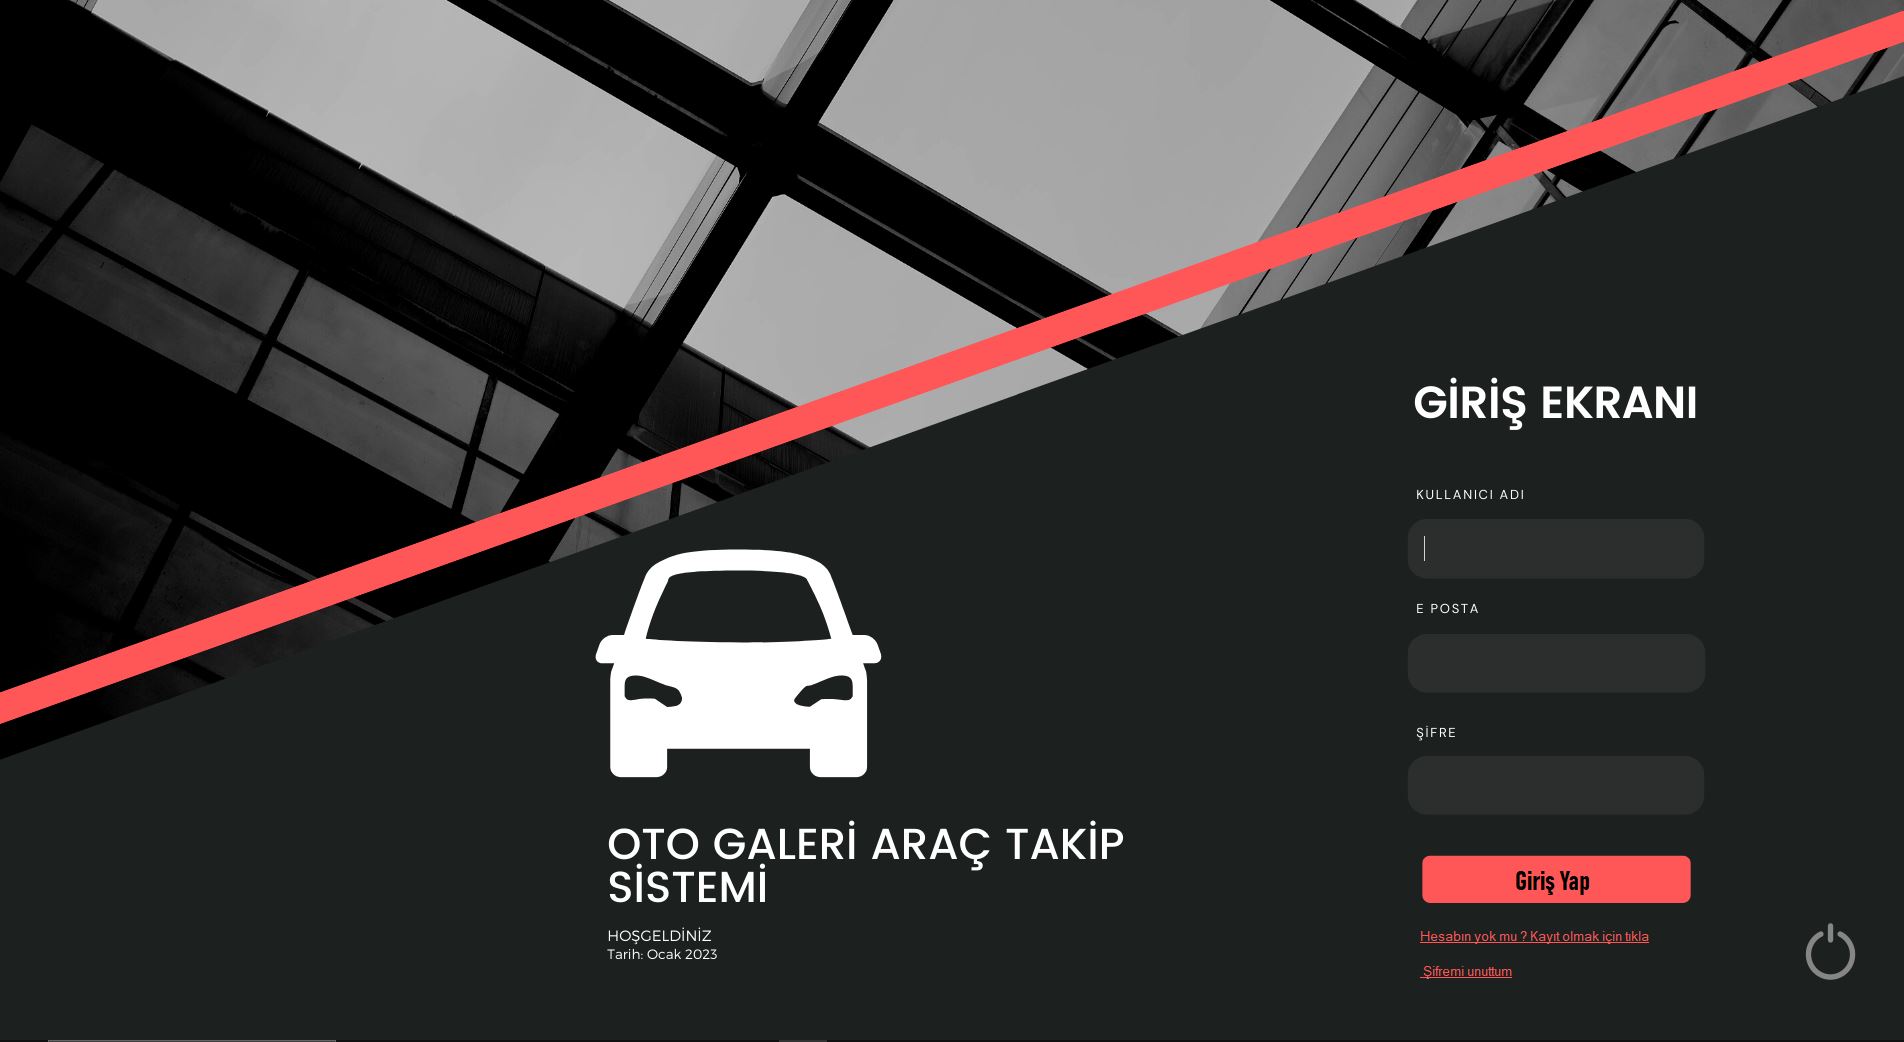 GİRİŞ EKRANI
KULLANICI ADI
E POSTA
ŞİFRE
Giriş Yap
Hesabın yok mu ? Kayıt olmak için tıkla
Şifremi unuttum
OTO GALERİ ARAÇ TAKİP
SİSTEMİ
HOŞGELDİNİZ
Tarih: Ocak 2023